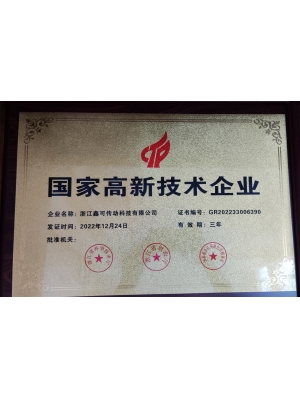 国家高新技术企业
企业名称：浙江鑫可传动科技有限公司 证书编号：GR202233006390
发证时间：2022年12月24日 有 效 期：三年
批准机关：